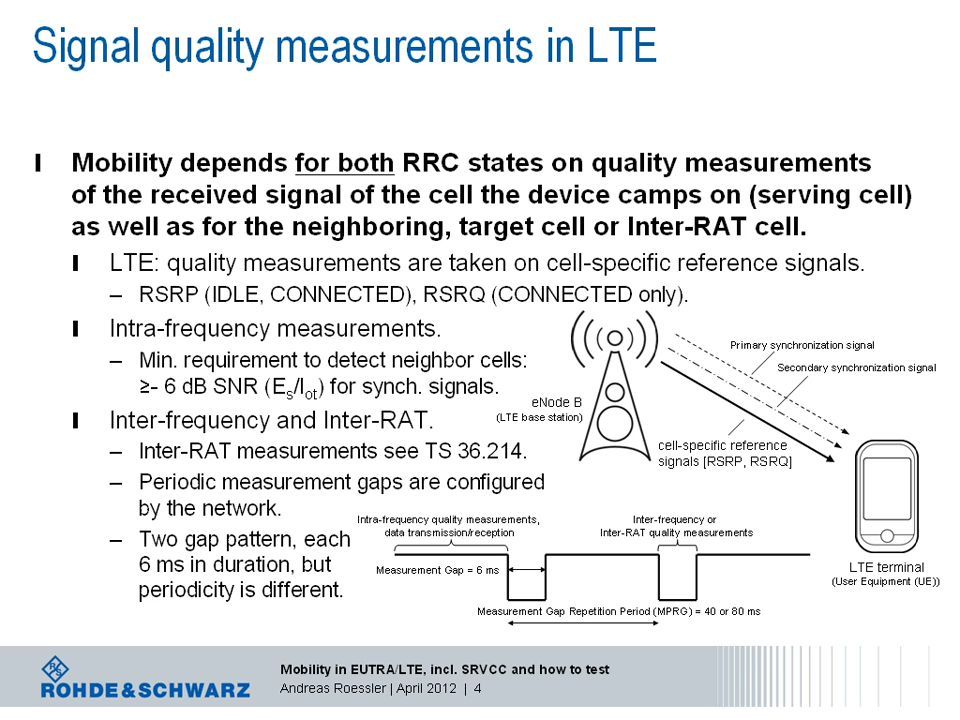 Signal quality measurements in LTE
Mobility depends for both RRC states on quality measurements
of the received signal of the cell the device camps on (serving cell)
as well as for the neighboring, target cell or Inter-RAT cell.
LTE: quality measurements are taken on cell-specific reference signals.
– RSRP (IDLE, CONNECTED), RSRQ (CONNECTED only).
Intra-frequency measurements.
– Min. requirement to detect neighbor cells:
≥- 6 dB SNR (Es/Iot) for synch. signals.
Inter-frequency and Inter-RAT.
– Inter-RAT measurements see TS 36.214.
– Periodic measurement gaps are configured
by the network.
– Two gap pattern, each
6 ms in duration, but
periodicity is different.
Primary synchronization signal
Secondary synchronization signal
eNode B
(LTE base station)
cell-specific reference
signals [RSRP, RSRQ]
LTE terminal
(User Equipment (UE))
Intra-frequency quality measurements,
data transmission/reception
Inter-frequency or
Inter-RAT quality measurements
Measurement Gap = 6 ms
Measurement Gap Repetition Period (MPRG) = 40 or 80 ms
R&S
ROHDE & SCHWARZ
Mobility in EUTRA/LTE, incl. SRVCC and how to test
Andreas Roessler | April 2012 | 4